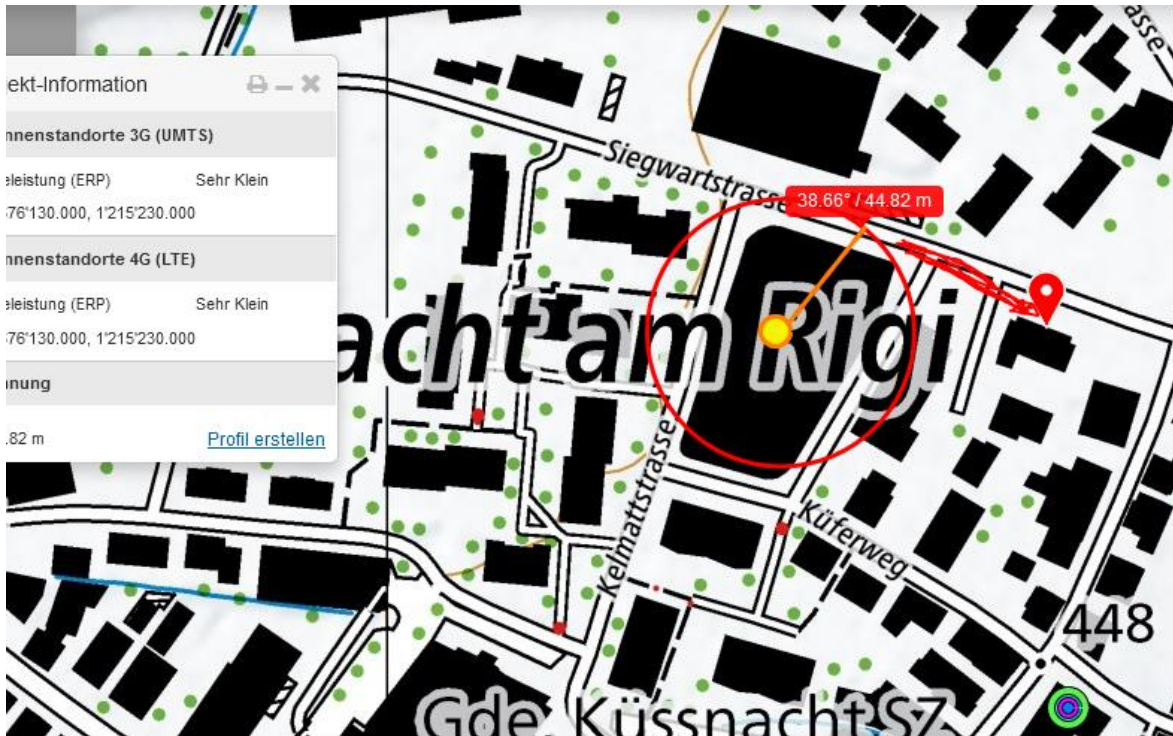 ekt-Information
nnenstandorte 3G (UMTS)
eleistung (ERP) Sehr Klein
76'130.000, 1'215'230.000
nnenstandorte 4G (LTE)
eleistung (ERP) Sehr Klein
76'130.000, 1'215'230.000
nung
.82 m Profil erstellen
Siegwartstrasse
38.66° / 44.82 m
sse
acht am Rigi
Kelmattstrasse
Küferweg
448
Gde. Küssnacht SZ